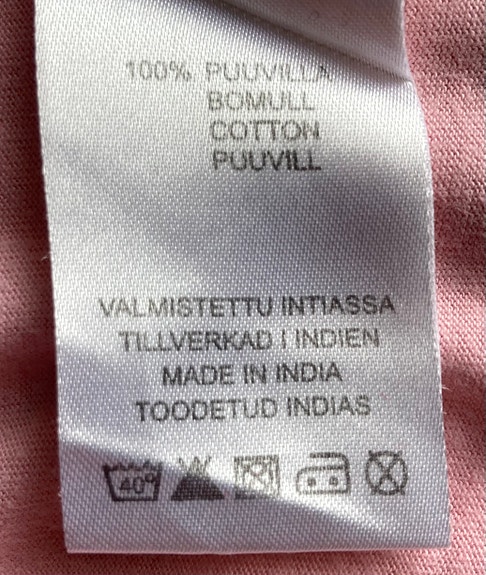 100% PUUVILLA
BOMULL
COTTON
PUUVILL
VALMISTETTU INTIASSA
TILLVERKAD I INDIEN
MADE IN INDIA
TOODETUD INDIAS
40°